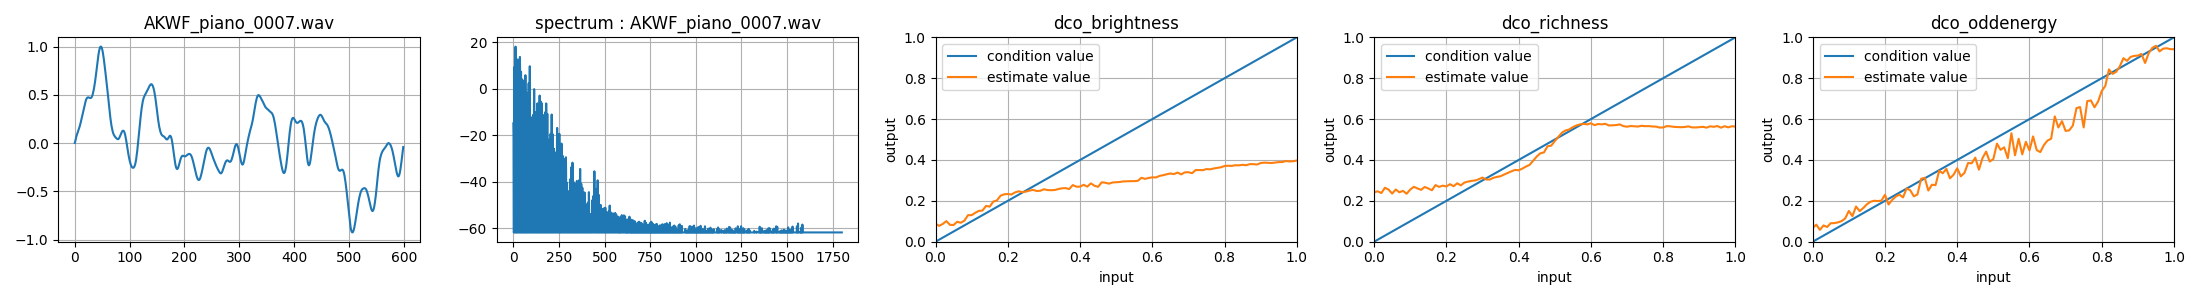 AKWF_piano_0007.wav
1.0
0.5
0.0
−0.5
−1.0
0 100 200 300 400 500 600
spectrum : AKWF_piano_0007.wav
20
0
−20
−40
−60
0 250 500 750 1000 1250 1500 1750
dco_brightness
condition value
estimate value
output
1.0
0.8
0.6
0.4
0.2
0.0
0.0 0.2 0.4 0.6 0.8 1.0
input
dco_richness
condition value
estimate value
output
1.0
0.8
0.6
0.4
0.2
0.0
0.0 0.2 0.4 0.6 0.8 1.0
input
dco_oddenergy
condition value
estimate value
output
1.0
0.8
0.6
0.4
0.2
0.0
0.0 0.2 0.4 0.6 0.8 1.0
input